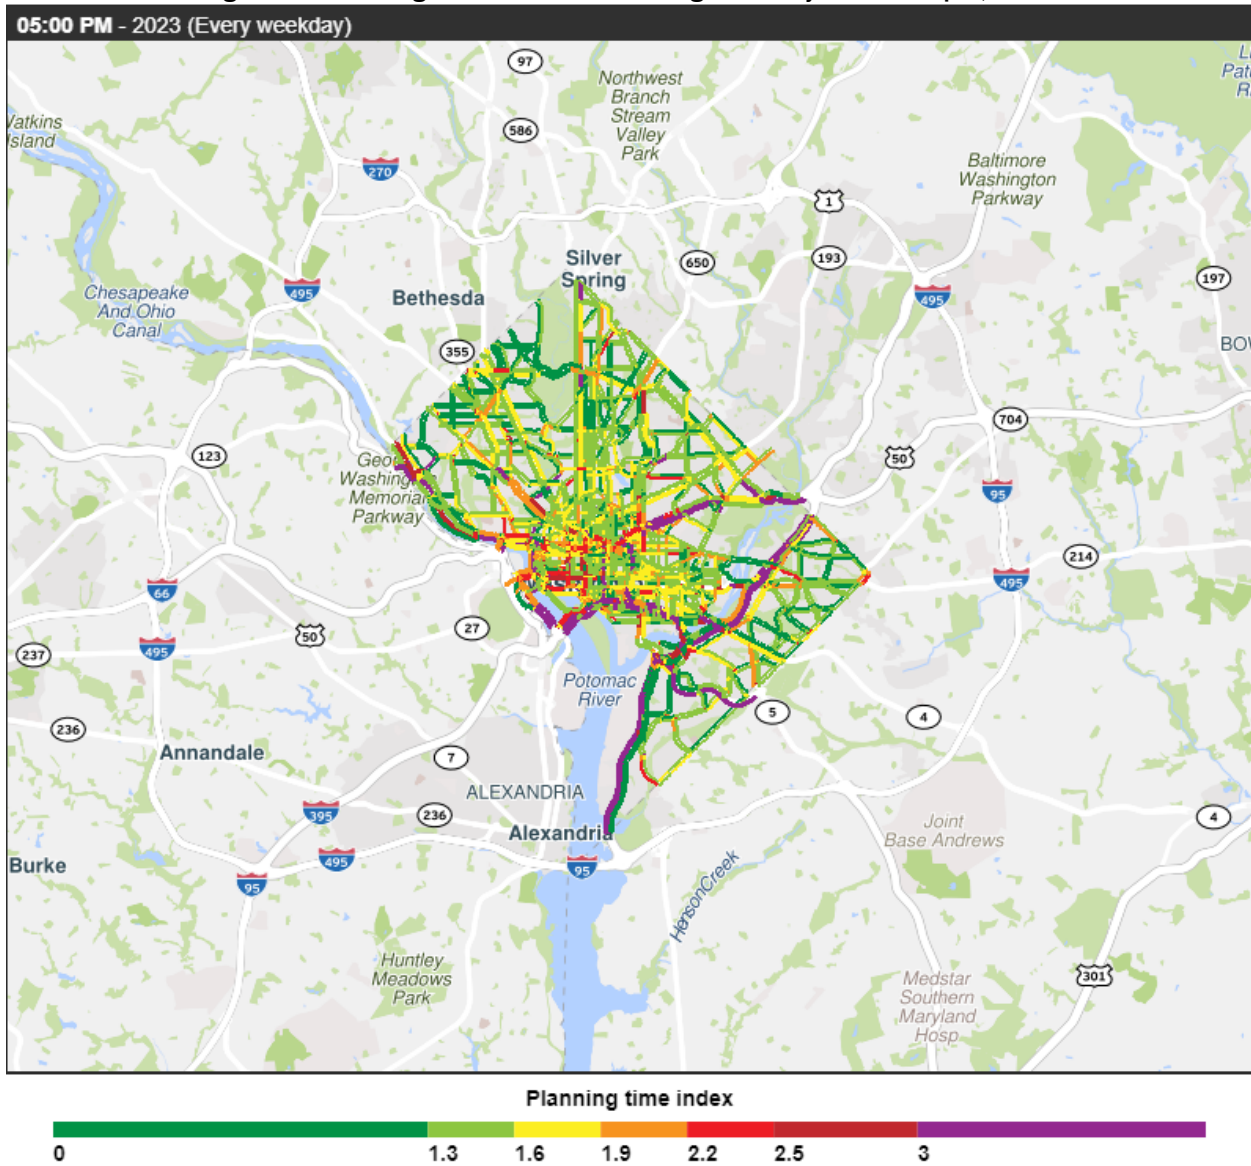 05:00 PM - 2023 (Every weekday)
97
Northwest
Branch
Stream
Valley
Park
586
270
Baltimore
Washington
Parkway
1
Silver
Spring
650
193
197
495
Chesapeake
And Ohio
Canal
Bethesda
495
355
704
123
50
95
Parkway
214
66
495
27
50
237
495
Potomac
River
236
5
4
Annandale
7
ALEXANDRIA
395
236
Alexandria
Joint
Base Andrews
4
Burke
495
95
95
HensonCreek
Huntley
Meadows
Park
Medstar
Southern
Maryland
Hosp
301
Planning time index
0
1.3
1.6
1.9
2.2
2.5
3